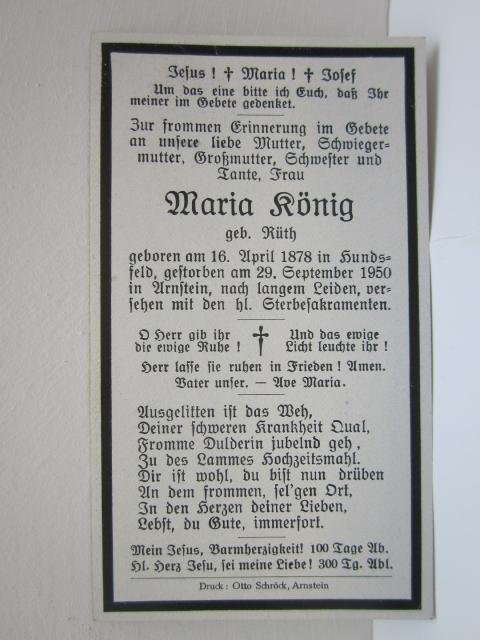 Jesus ! † Maria ! † Josef
Um das eine bitte ich Euch, daß Ihr
meiner im Gebete gedenket.
Zur frommen Erinnerung im Gebete
an unsere liebe Mutter, Schwieger-
mutter, Großmutter, Schwester und
Tante, Frau
Maria König
geb. Rüth
geboren am 16. April 1878 in Hunds-
feld, gestorben am 29. September 1950
in Arnstein, nach langem Leiden, ver-
sehen mit den hl. Sterbesakramenten.
O Herr gib ihr
die ewige Ruhe !
†
Und das ewige
Licht leuchte ihr !
Herr lasse sie ruhen in Frieden ! Amen.
Vater unser. — Ave Maria.
Ausgelitten ist das Weh,
Deiner schweren Krankheit Qual,
Fromme Dulderin jubelnd geh,
Zu des Lammes Hochzeitsmahl.
Dir ist wohl, du bist nun drüben
An dem frommen, sel'gen Ort,
In den Herzen deiner Lieben,
Lebst, du Gute, immerfort.
Mein Jesus, Barmherzigkeit! 100 Tage Ab.
Hl. Herz Jesu, sei meine Liebe! 300 Tg. Abl.
Druck : Otto Schröck, Arnstein